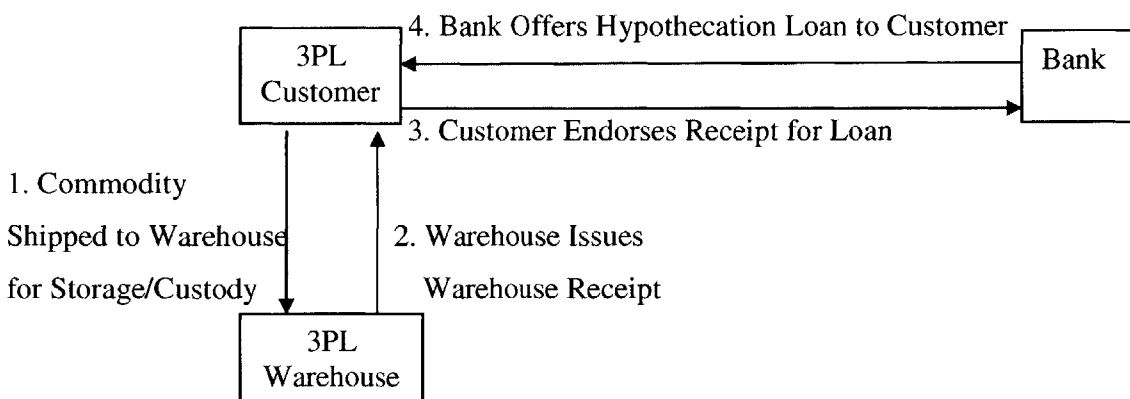 4. Bank Offers Hypothecation Loan to Customer
3PL
Customer
Bank
3. Customer Endorses Receipt for Loan
1. Commodity
Shipped to Warehouse
for Storage/Custody
2. Warehouse Issues
Warehouse Receipt
3PL
Warehouse